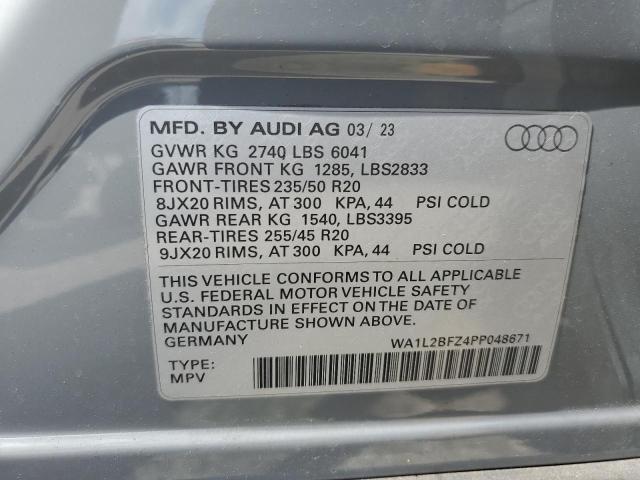 MFD. BY AUDI AG 03/ 23
GVWR KG 2740 LBS 6041
GAWR FRONT KG 1285, LBS2833
FRONT-TIRES 235/50 R20
8JX20 RIMS, AT 300 KPA, 44 PSI COLD
GAWR REAR KG 1540, LBS3395
REAR-TIRES 255/45 R20
9JX20 RIMS, AT 300 KPA, 44 PSI COLD
THIS VEHICLE CONFORMS TO ALL APPLICABLE
U.S. FEDERAL MOTOR VEHICLE SAFETY
STANDARDS IN EFFECT ON THE DATE OF
MANUFACTURE SHOWN ABOVE.
GERMANY WA1L2BFZ4PP048671
TYPE:
MPV